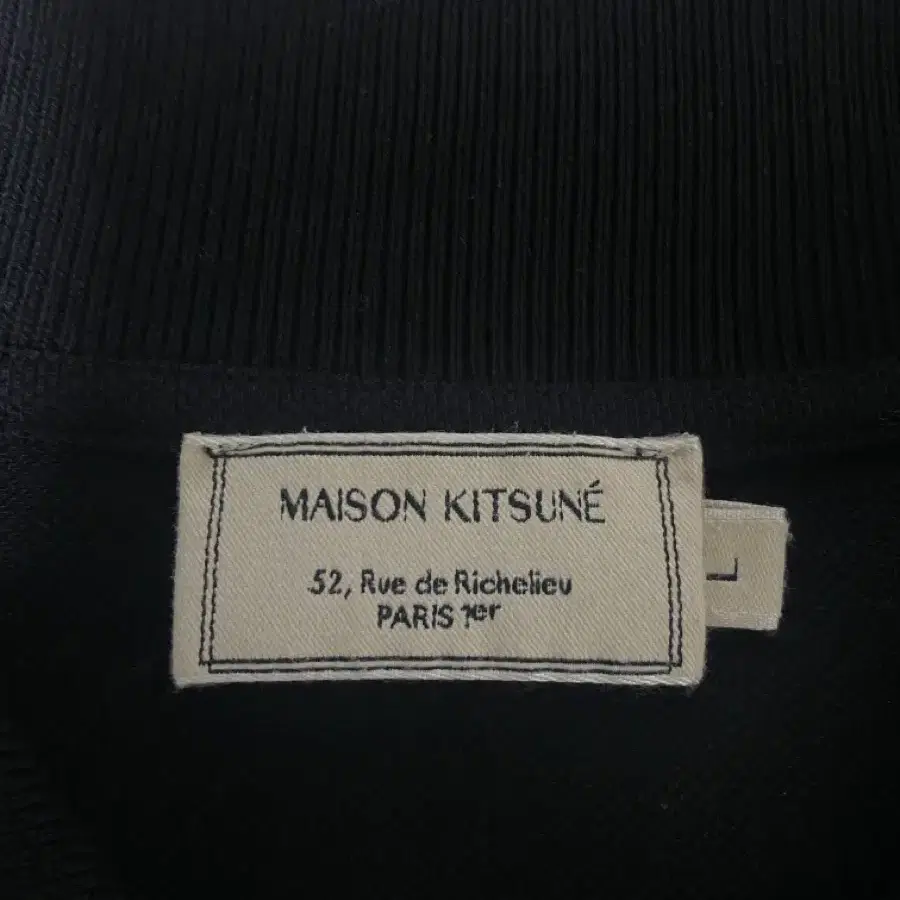 MAISON KITSUNÉ
52, Rue de Richelieu
PARIS 1er
L